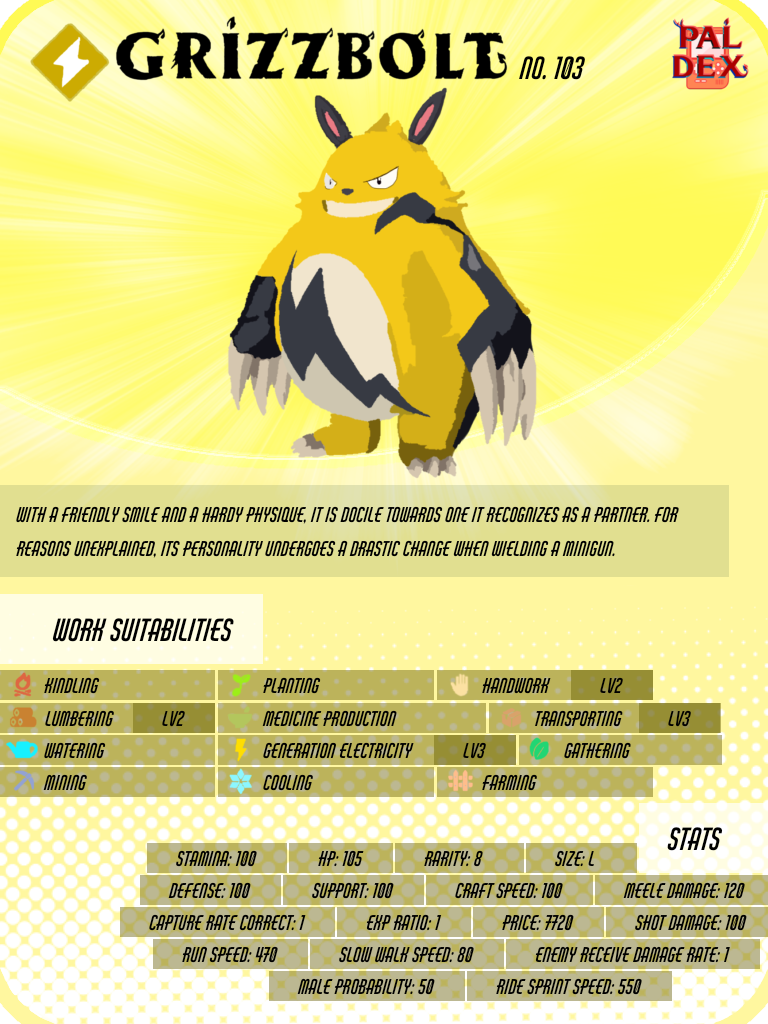 GRIZZBOLT NO. 103
PAL
DEX
WITH A FRIENDLY SMILE AND A HARDY PHYSIQUE, IT IS DOCILE TOWARDS ONE IT RECOGNIZES AS A PARTNER. FOR
REASONS UNEXPLAINED, ITS PERSONALITY UNDERGOES A DRASTIC CHANGE WHEN WIELDING A MINIGUN.
WORK SUITABILITIES
KINDLING PLANTING HANDWORK LV2
LUMBERING LV2 MEDICINE PRODUCTION TRANSPORTING LV3
WATERING GENERATION ELECTRICITY LV3 GATHERING
MINING COOLING FARMING
STATS
STAMINA: 100 HP: 105 RARITY: 8 SIZE: L
DEFENSE: 100 SUPPORT: 100 CRAFT SPEED: 100 MEELE DAMAGE: 120
CAPTURE RATE CORRECT: 1 EXP RATIO: 1 PRICE: 7720 SHOT DAMAGE: 100
RUN SPEED: 470 SLOW WALK SPEED: 80 ENEMY RECEIVE DAMAGE RATE: 1
MALE PROBABILITY: 50 RIDE SPRINT SPEED: 550